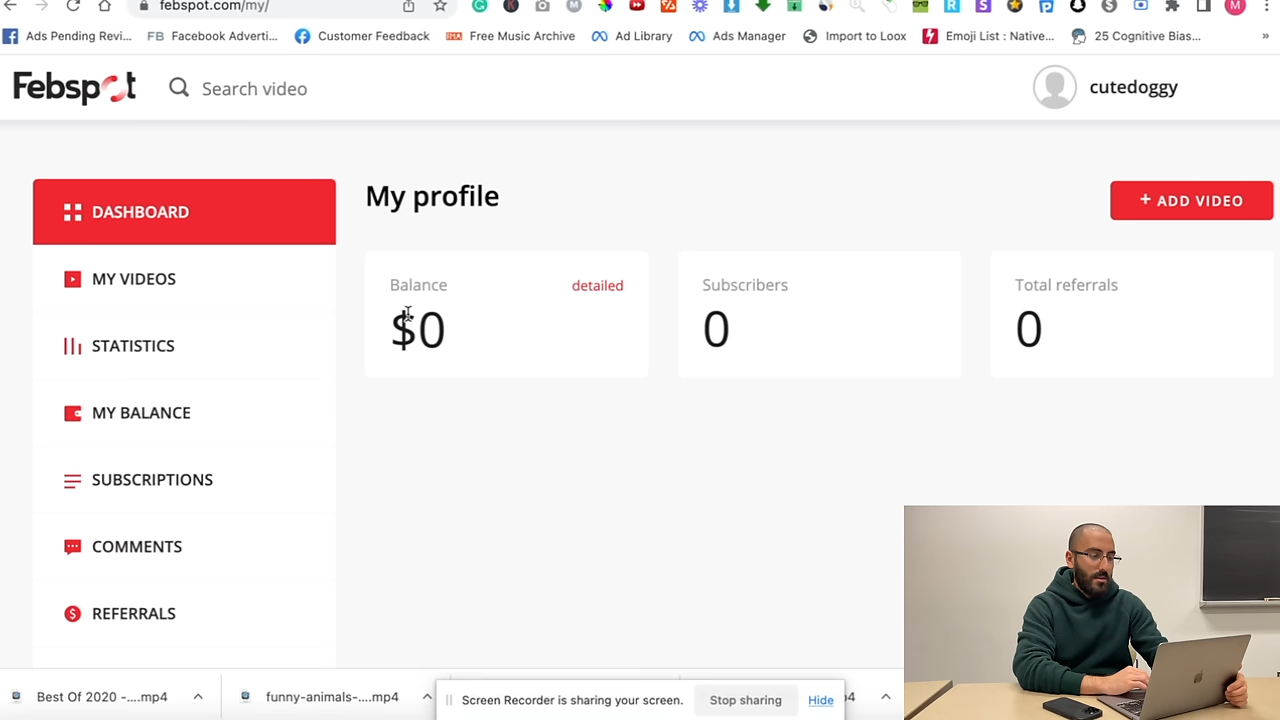 febspot.com/my/
Ads Pending Revi...
FB Facebook Adverti...
Customer Feedback
IMA Free Music Archive
Ad Library
Ads Manager
Import to Loox
Emoji List : Native...
25 Cognitive Bias...
»
Febspot
Search video
cutedoggy
DASHBOARD
MY VIDEOS
STATISTICS
MY BALANCE
SUBSCRIPTIONS
COMMENTS
REFERRALS
My profile
+ ADD VIDEO
Balance
detailed
$0
Subscribers
0
Total referrals
0
Best Of 2020 -....mp4
funny-animals-....mp4
Screen Recorder is sharing your screen.
Stop sharing
Hide